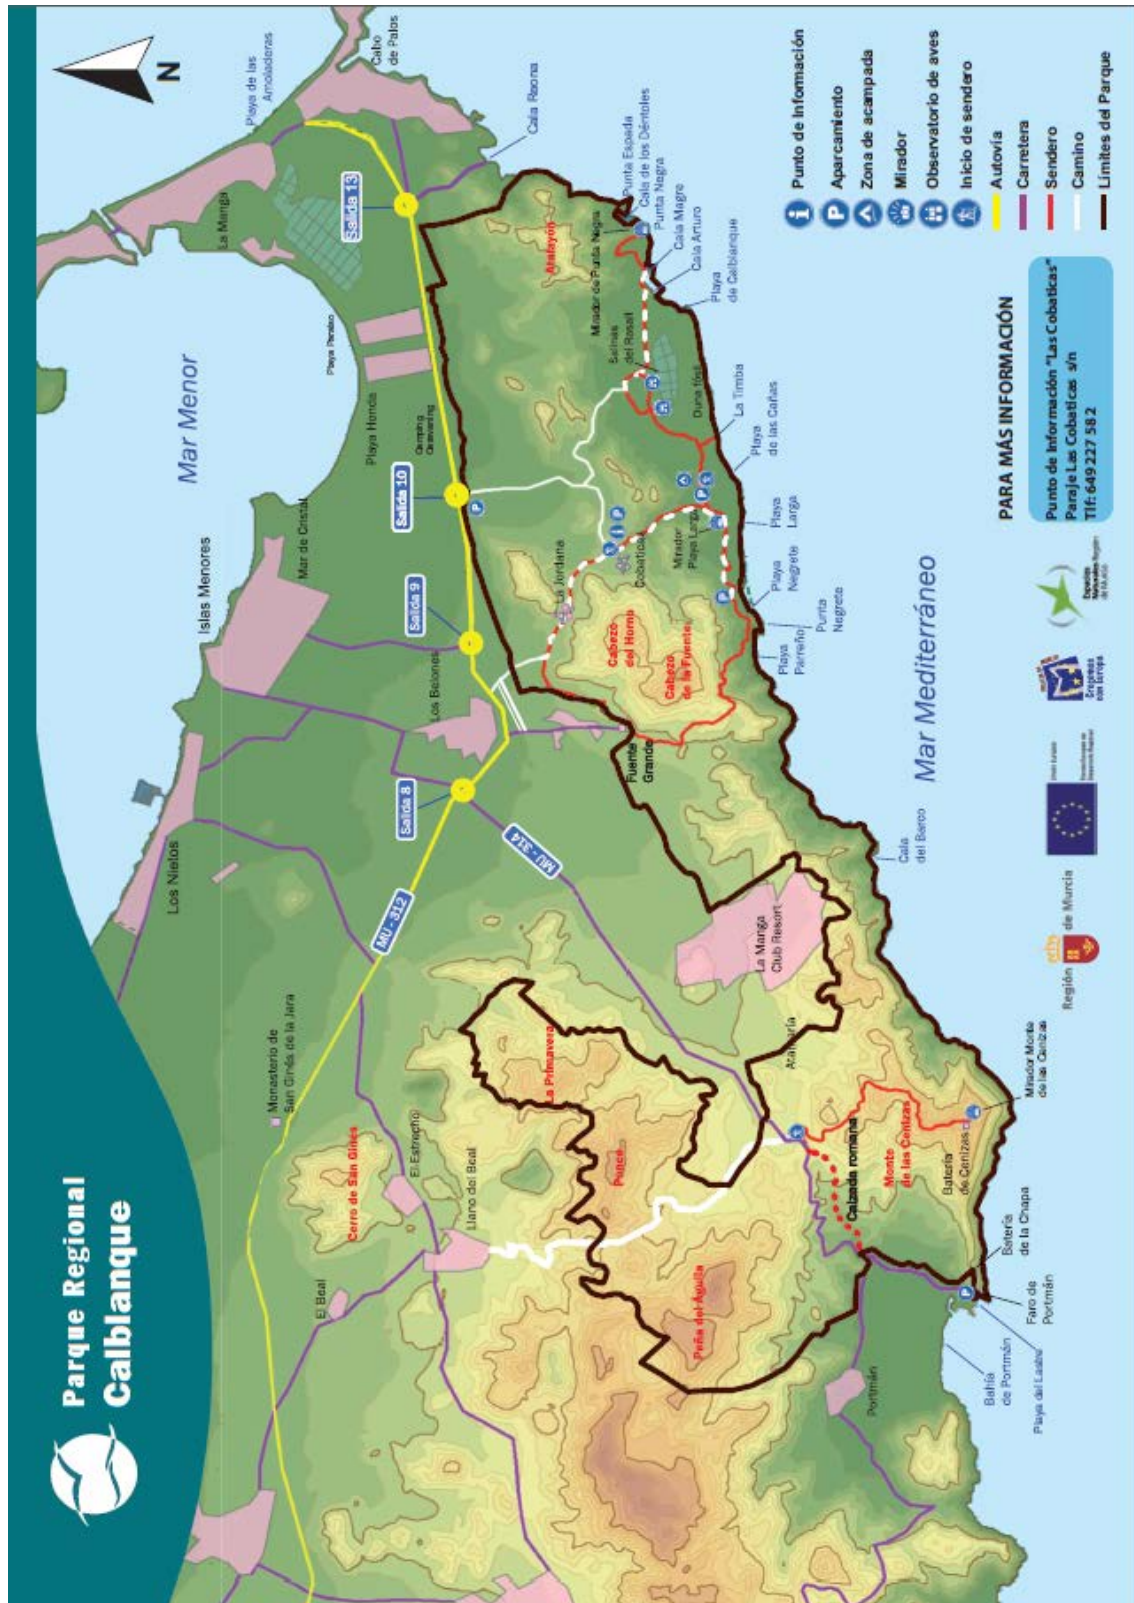 Parque Regional
Calblanque
N
Playa de las
Amoladeras
Cabo
de Palos
La Manga
Cala Reona
Salida 13
Mar Menor
Playa Paraíso
Playa Honda
Camping
Caravaning
Salida 10
Mar de Cristal
Islas Menores
Salida 9
Los Belones
Salida 8
Los Nietos
MU - 312
MU - 314
Monasterio de
San Ginés de la Jara
Cerro de San Ginés
El Estrecho
Llano del Beal
El Beal
La Primavera
Ponce
Peña del Águila
Atalayón
Punta Espada
Cala de los Déntoles
Punta Negra
Mirador de Punta Negra
Cala Magre
Cala Arturo
Playa
de Calblanque
Salinas
del Rasall
Duna fósil
La Timba
Playa
de las Cañas
La Jordana
Cobaticas
Mirador
Playa Larga
Playa
Larga
Playa
Negrete
Punta
Negrete
Playa
Parreño
Cabezo
del Horno
Cabezo
de la Fuente
Fuente
Grande
Mar Mediterráneo
Cala
del Barco
La Manga
Club Resort
Atamaría
Calzada romana
Monte
de las Cenizas
Batería
de Cenizas
Mirador Monte
de las Cenizas
Batería
de la Chapa
Faro de
Portmán
Portmán
Bahía
de Portmán
Playa del Lastre
i Punto de Información
P Aparcamiento
Zona de acampada
Mirador
Observatorio de aves
Inicio de sendero
Autovía
Carretera
Sendero
Camino
Límites del Parque
PARA MÁS INFORMACIÓN
Punto de Información "Las Cobaticas"
Paraje Las Cobaticas s/n
Tlf: 649 227 582
Región de Murcia
Unión Europea